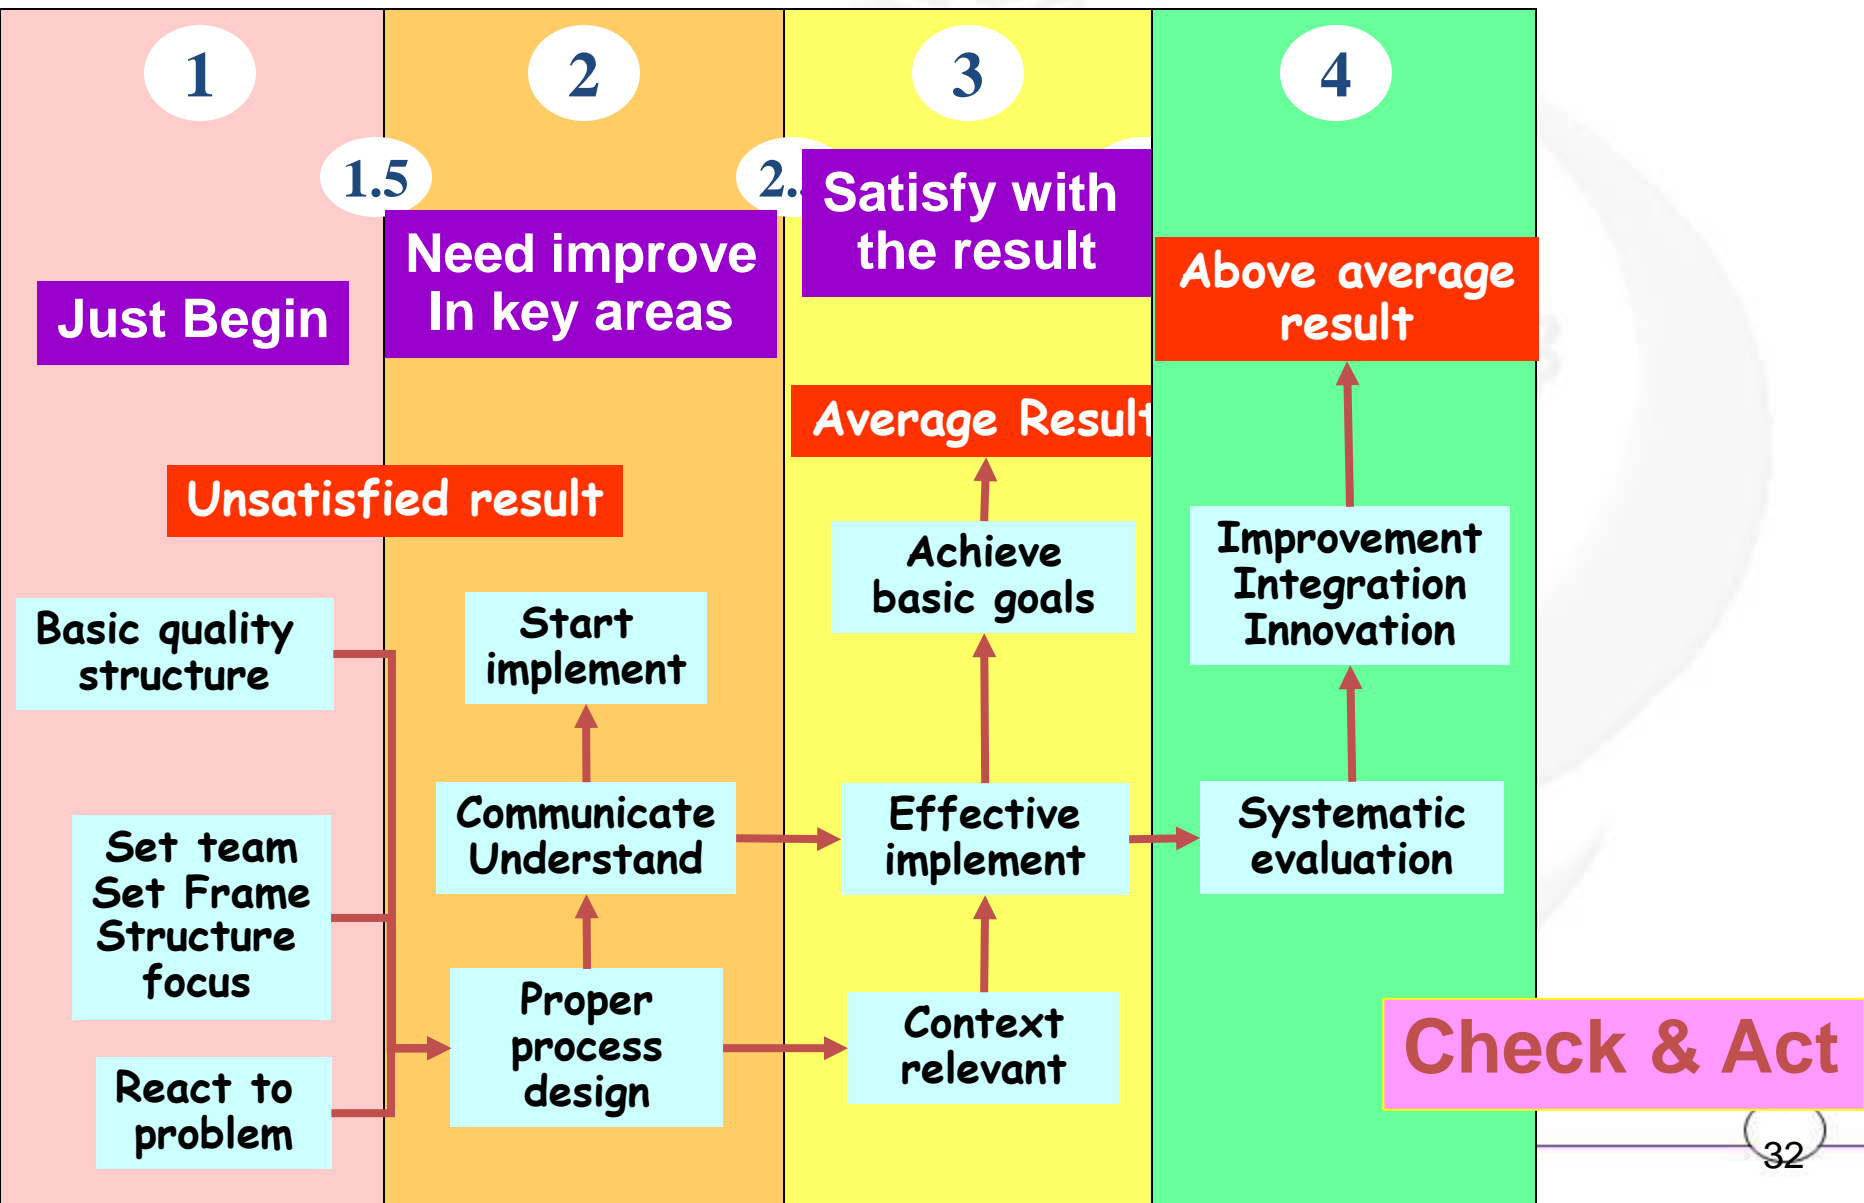 1
2
3
4
1.5
2.
Just Begin
Need improve
In key areas
Satisfy with
the result
Above average
result
Average Result
Unsatisfied result
Basic quality
structure
Set team
Set Frame
Structure
focus
React to
problem
Start
implement
Communicate
Understand
Proper
process
design
Achieve
basic goals
Effective
implement
Context
relevant
Improvement
Integration
Innovation
Systematic
evaluation
Check & Act
32